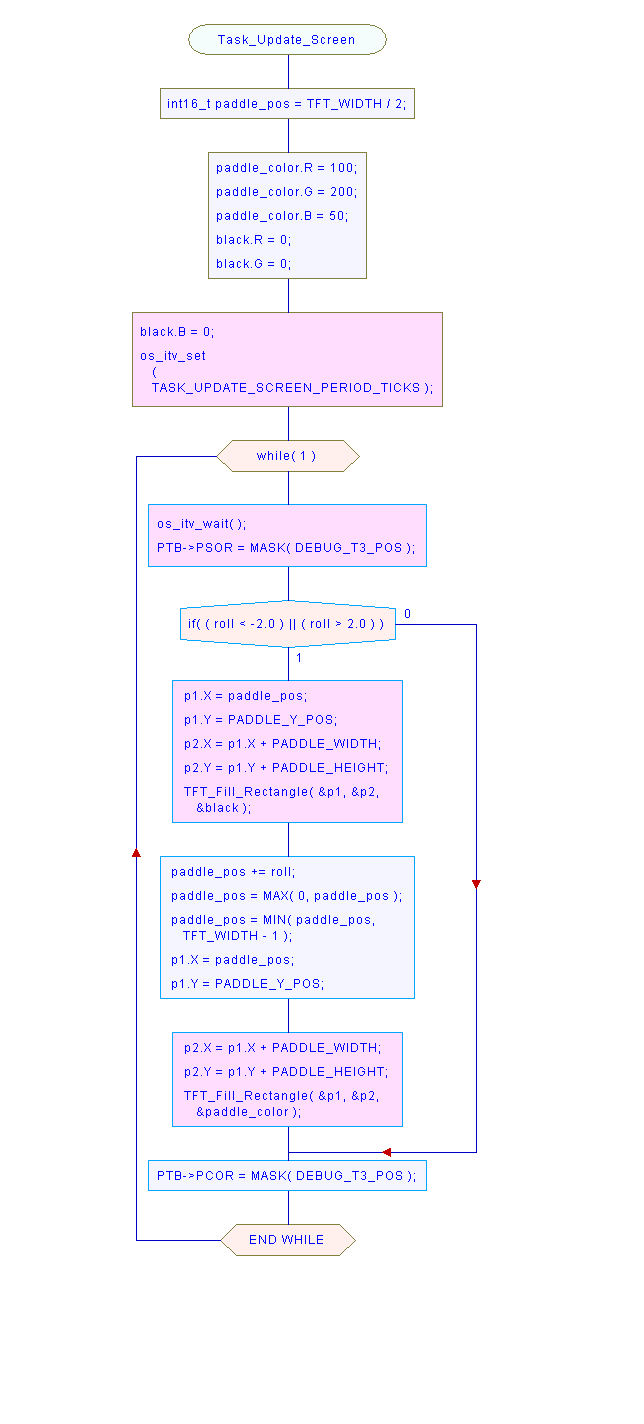 Task_Update_Screen
int16_t paddle_pos = TFT_WIDTH / 2;
paddle_color.R = 100;
paddle_color.G = 200;
paddle_color.B = 50;
black.R = 0;
black.G = 0;
black.B = 0;
os_itv_set
(
TASK_UPDATE_SCREEN_PERIOD_TICKS );
while( 1 )
os_itv_wait( );
PTB->PSOR = MASK( DEBUG_T3_POS );
if( ( roll < -2.0 ) || ( roll > 2.0 ) )
0
1
p1.X = paddle_pos;
p1.Y = PADDLE_Y_POS;
p2.X = p1.X + PADDLE_WIDTH;
p2.Y = p1.Y + PADDLE_HEIGHT;
TFT_Fill_Rectangle( &p1, &p2,
&black );
paddle_pos += roll;
paddle_pos = MAX( 0, paddle_pos );
paddle_pos = MIN( paddle_pos,
TFT_WIDTH - 1 );
p1.X = paddle_pos;
p1.Y = PADDLE_Y_POS;
p2.X = p1.X + PADDLE_WIDTH;
p2.Y = p1.Y + PADDLE_HEIGHT;
TFT_Fill_Rectangle( &p1, &p2,
&paddle_color );
PTB->PCOR = MASK( DEBUG_T3_POS );
END WHILE